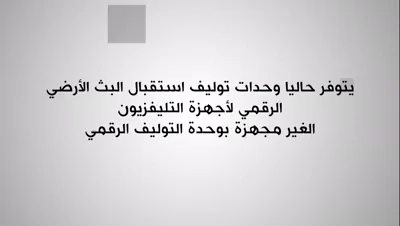 يتوفر حاليا وحدات توليف استقبال البث الأرضي
الرقمي لأجهزة التليفزيون
الغير مجهزة بوحدة التوليف الرقمي